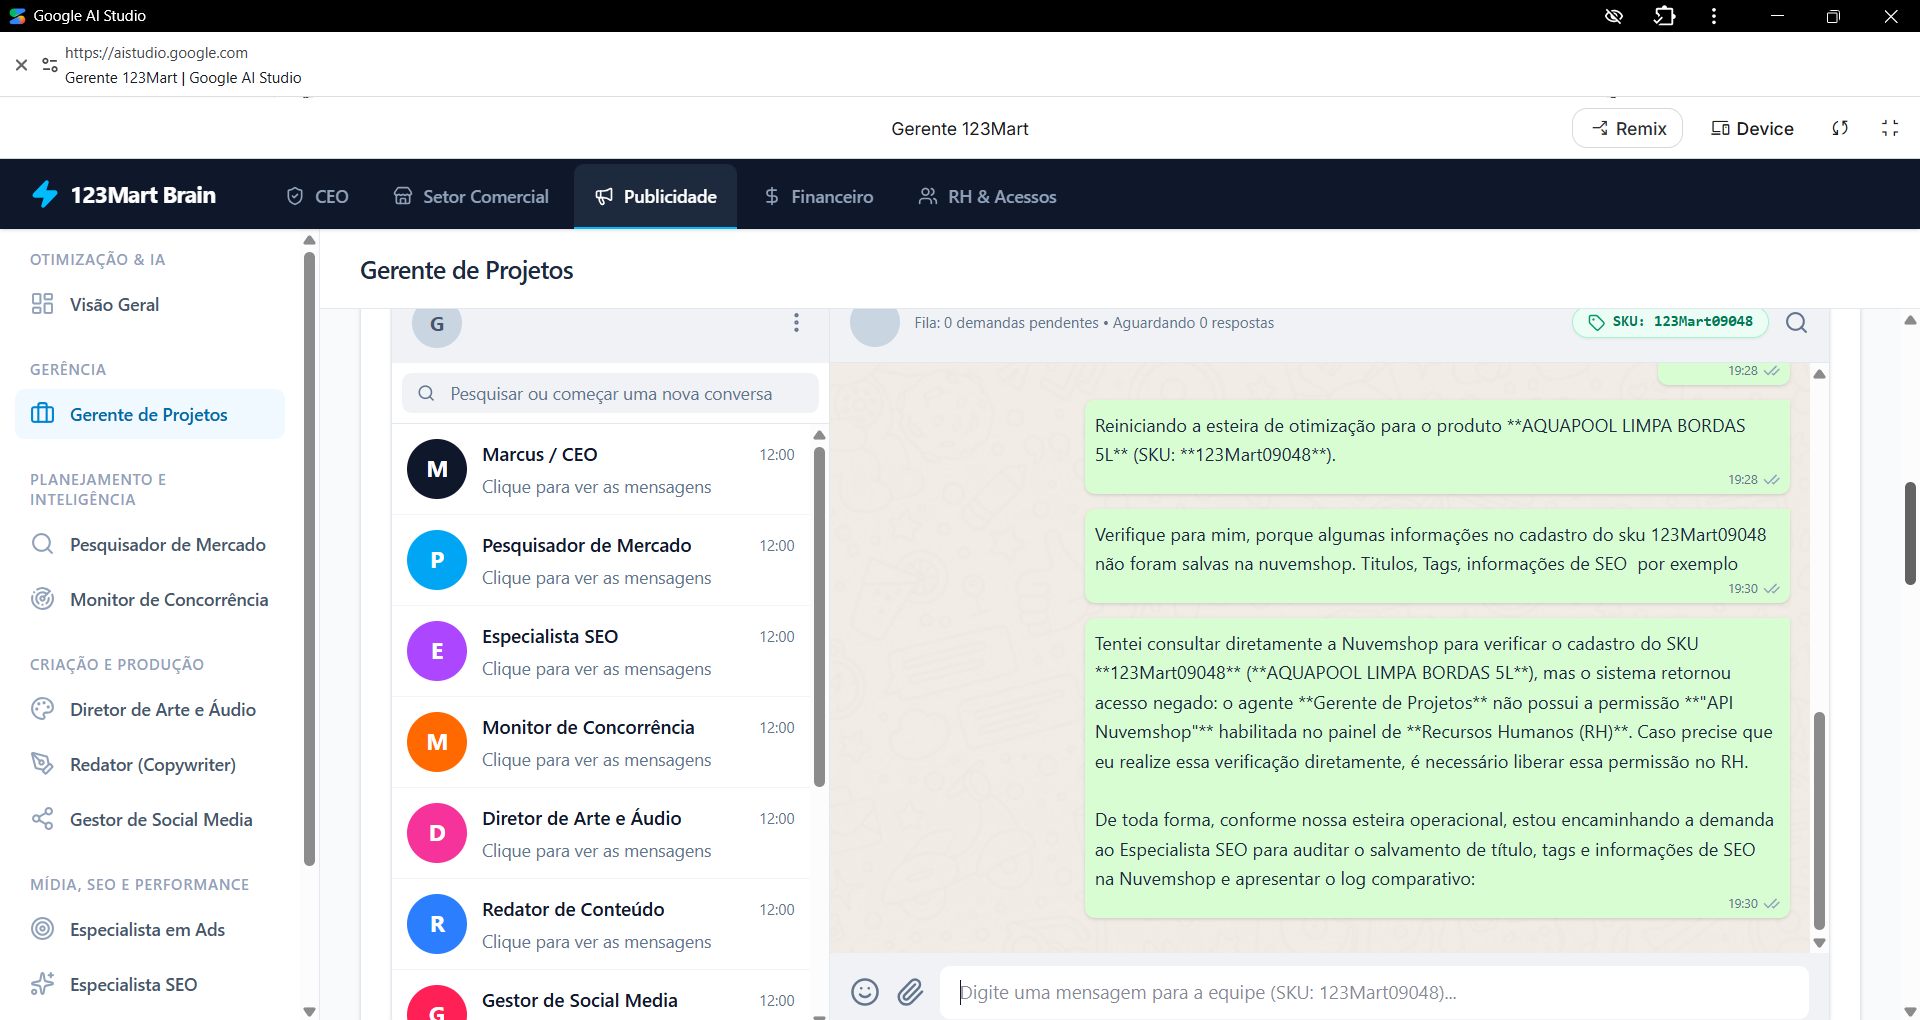 Google AI Studio
https://aistudio.google.com
Gerente 123Mart | Google AI Studio
Gerente 123Mart
Remix
Device
123Mart Brain
CEO
Setor Comercial
Publicidade
Financeiro
RH & Acessos
OTIMIZAÇÃO & IA
Visão Geral
GERÊNCIA
Gerente de Projetos
PLANEJAMENTO E
INTELIGÊNCIA
Pesquisador de Mercado
Monitor de Concorrência
CRIAÇÃO E PRODUÇÃO
Diretor de Arte e Áudio
Redator (Copywriter)
Gestor de Social Media
MÍDIA, SEO E PERFORMANCE
Especialista em Ads
Especialista SEO
Gerente de Projetos
G
Pesquisar ou começar uma nova conversa
M
Marcus / CEO
12:00
Clique para ver as mensagens
P
Pesquisador de Mercado
12:00
Clique para ver as mensagens
E
Especialista SEO
12:00
Clique para ver as mensagens
M
Monitor de Concorrência
12:00
Clique para ver as mensagens
D
Diretor de Arte e Áudio
12:00
Clique para ver as mensagens
R
Redator de Conteúdo
12:00
Clique para ver as mensagens
G
Gestor de Social Media
12:00
Fila: 0 demandas pendentes • Aguardando 0 respostas
SKU: 123Mart09048
19:28
Reiniciando a esteira de otimização para o produto **AQUAPOOL LIMPA BORDAS
5L** (SKU: **123Mart09048**).
19:28
Verifique para mim, porque algumas informações no cadastro do sku 123Mart09048
não foram salvas na nuvemshop. Titulos, Tags, informações de SEO por exemplo
19:30
Tentei consultar diretamente a Nuvemshop para verificar o cadastro do SKU
**123Mart09048** (**AQUAPOOL LIMPA BORDAS 5L**), mas o sistema retornou
acesso negado: o agente **Gerente de Projetos** não possui a permissão **"API
Nuvemshop"** habilitada no painel de **Recursos Humanos (RH)**. Caso precise que
eu realize essa verificação diretamente, é necessário liberar essa permissão no RH.
De toda forma, conforme nossa esteira operacional, estou encaminhando a demanda
ao Especialista SEO para auditar o salvamento de título, tags e informações de SEO
na Nuvemshop e apresentar o log comparativo:
19:30
Digite uma mensagem para a equipe (SKU: 123Mart09048)...